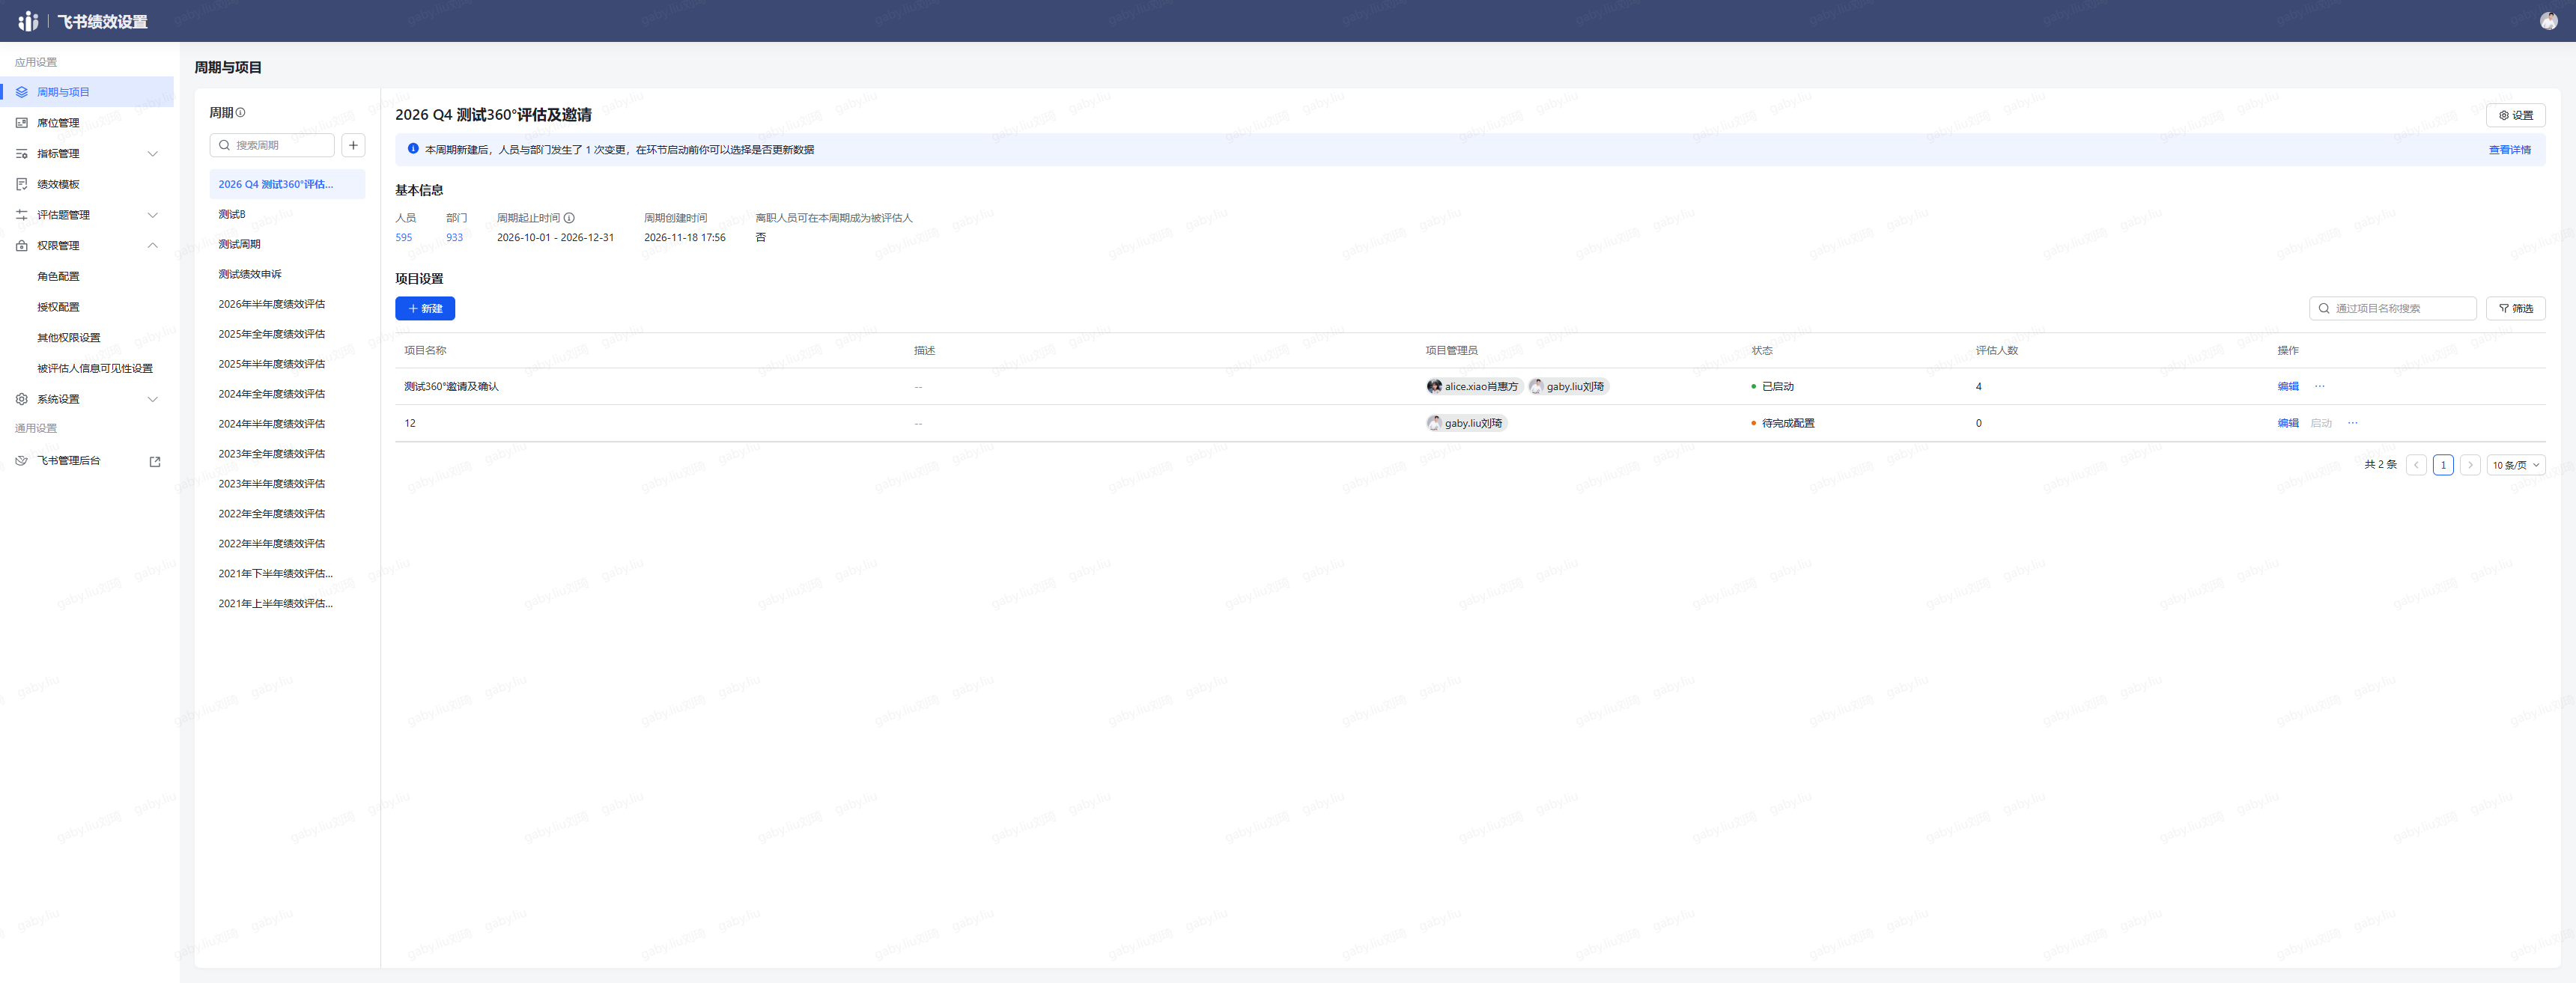 飞书绩效设置
应用设置
周期与项目
席位管理
指标管理
绩效模板
评估题管理
权限管理
角色配置
授权配置
其他权限设置
被评估人信息可见性设置
系统设置
通用设置
飞书管理后台
周期与项目
周期
搜索周期
2026 Q4 测试360°评估...
测试B
测试周期
测试绩效申诉
2026年半年度绩效评估
2025年全年度绩效评估
2025年半年度绩效评估
2024年全年度绩效评估
2024年半年度绩效评估
2023年全年度绩效评估
2023年半年度绩效评估
2022年全年度绩效评估
2022年半年度绩效评估
2021年下半年绩效评估...
2021年上半年绩效评估...
2026 Q4 测试360°评估及邀请
设置
本周期新建后，人员与部门发生了 1 次变更，在环节启动前你可以选择是否更新数据
查看详情
基本信息
人员 部门 周期起止时间 周期创建时间 离职人员可在本周期成为被评估人
595 933 2026-10-01 - 2026-12-31 2026-11-18 17:56 否
项目设置
新建
通过项目名称搜索 筛选
项目名称 描述 项目管理员 状态 评估人数 操作
测试360°邀请及确认 -- alice.xiao肖惠方 gaby.liu刘琦 已启动 4 编辑 ...
12 -- gaby.liu刘琦 待完成配置 0 编辑 启动 ...
共 2 条 1 10 条/页
gaby.liu刘琦
gaby.liu